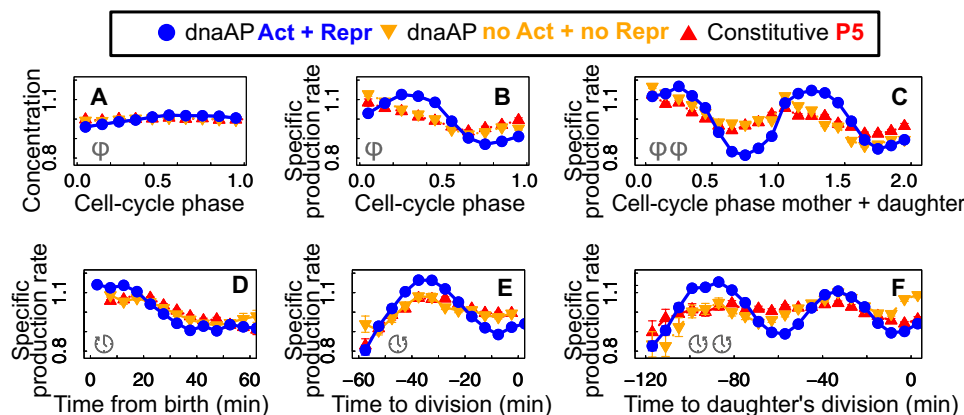 dnaAP Act + Repr dnaAP no Act + no Repr Constitutive P5
A
Concentration
1.1
0.8
φ
0.0 0.5 1.0
Cell-cycle phase
B
Specific
production rate
1.1
0.8
φ
0.0 0.5 1.0
Cell-cycle phase
C
Specific
production rate
1.1
0.8
φφ
0.0 0.5 1.0 0.5 2.0
Cell-cycle phase mother + daughter
D
Specific
production rate
1.1
0.8
0 20 40 60
Time from birth (min)
E
Specific
production rate
1.1
0.8
−60 −40 −20 0
Time to division (min)
F
Specific
production rate
1.1
0.8
−120 −80 −40 0
Time to daughter's division (min)